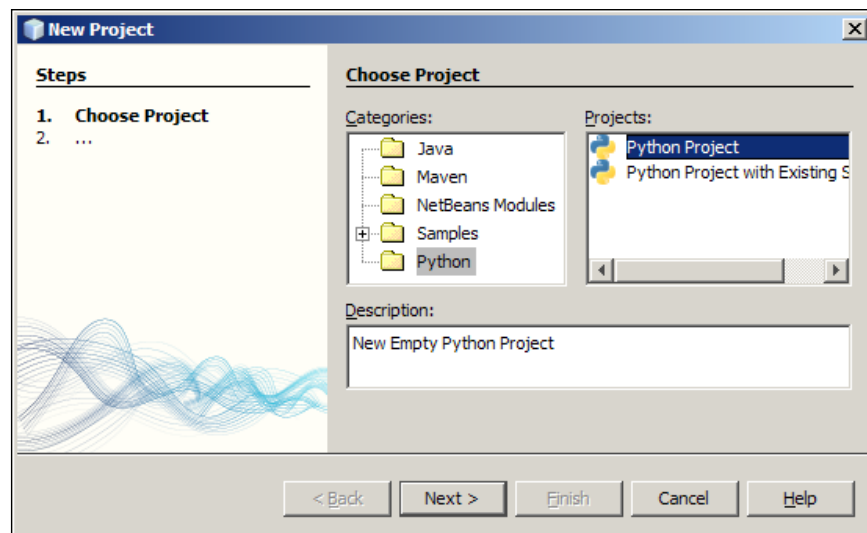 New Project
Steps
1. Choose Project
2. ...
Choose Project
Categories:
Java
Maven
NetBeans Modules
Samples
Python
Projects:
Python Project
Python Project with Existing S
Description:
New Empty Python Project
< Back
Next >
Finish
Cancel
Help